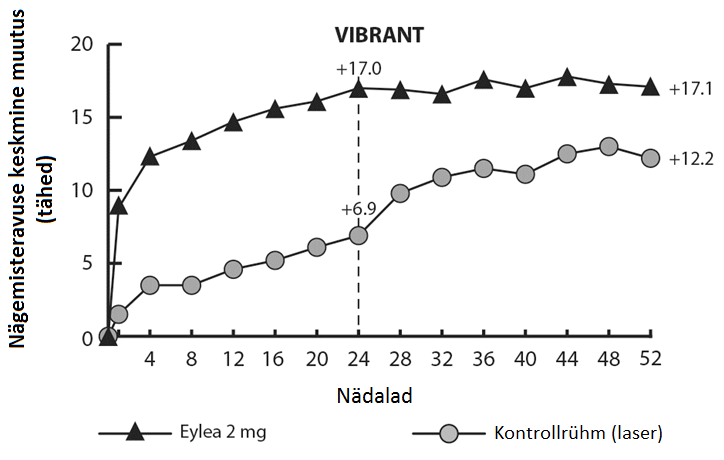 VIBRANT
Nägemisteravuse keskmine muutus
(tähed)
20
15
10
5
0
+17.0
+6.9
+17.1
+12.2
4 8 12 16 20 24 28 32 36 40 44 48 52
Nädalad
Eylea 2 mg
Kontrollrühm (laser)